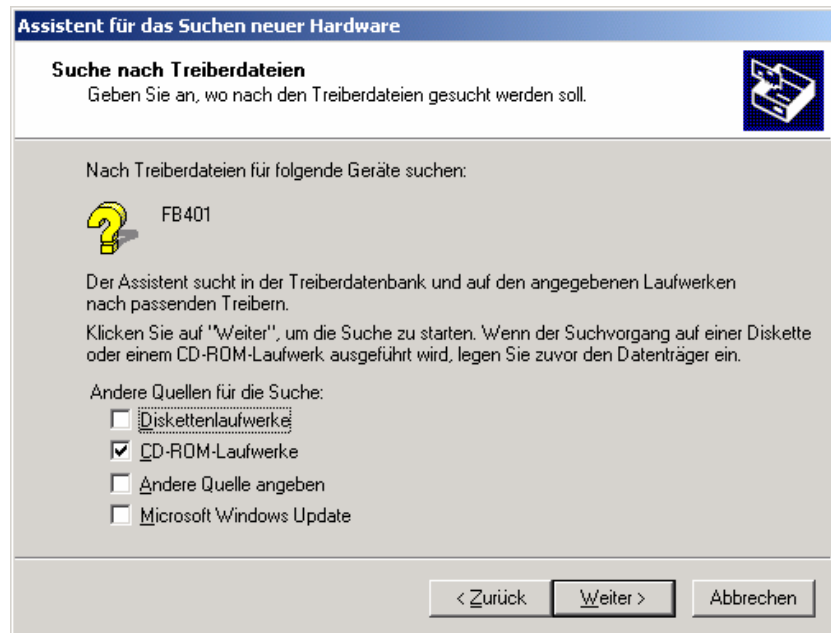 Assistent für das Suchen neuer Hardware
Suche nach Treiberdateien
Geben Sie an, wo nach den Treiberdateien gesucht werden soll.
Nach Treiberdateien für folgende Geräte suchen:
FB401
Der Assistent sucht in der Treiberdatenbank und auf den angegebenen Laufwerken
nach passenden Treibern.
Klicken Sie auf "Weiter", um die Suche zu starten. Wenn der Suchvorgang auf einer Diskette
oder einem CD-ROM-Laufwerk ausgeführt wird, legen Sie zuvor den Datenträger ein.
Andere Quellen für die Suche:
Diskettenlaufwerke
CD-ROM-Laufwerke
Andere Quelle angeben
Microsoft Windows Update
< Zurück Weiter > Abbrechen